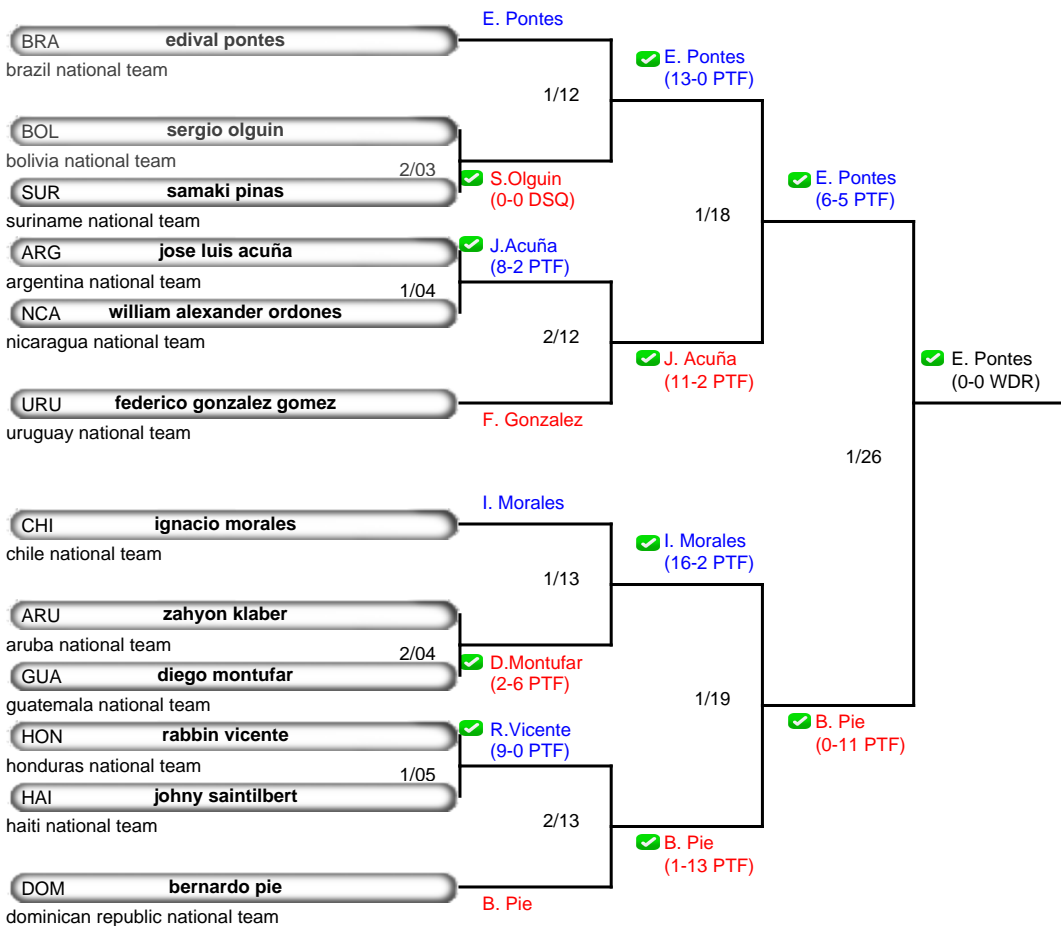 E. Pontes
BRA edival pontes
brazil national team
E. Pontes
(13-0 PTF)
1/12
BOL sergio olguin
bolivia national team
2/03
S.Olguin
(0-0 DSQ)
SUR samaki pinas
suriname national team
E. Pontes
(6-5 PTF)
1/18
ARG jose luis acuña
argentina national team
J.Acuña
(8-2 PTF)
1/04
NCA william alexander ordones
nicaragua national team
2/12
J. Acuña
(11-2 PTF)
E. Pontes
(0-0 WDR)
URU federico gonzalez gomez
uruguay national team
F. Gonzalez
1/26
I. Morales
CHI ignacio morales
chile national team
I. Morales
(16-2 PTF)
1/13
ARU zahyon klaber
aruba national team
2/04
D.Montufar
(2-6 PTF)
GUA diego montufar
guatemala national team
1/19
B. Pie
(0-11 PTF)
HON rabbin vicente
honduras national team
R.Vicente
(9-0 PTF)
1/05
HAI johny saintilbert
haiti national team
2/13
B. Pie
(1-13 PTF)
DOM bernardo pie
dominican republic national team
B. Pie